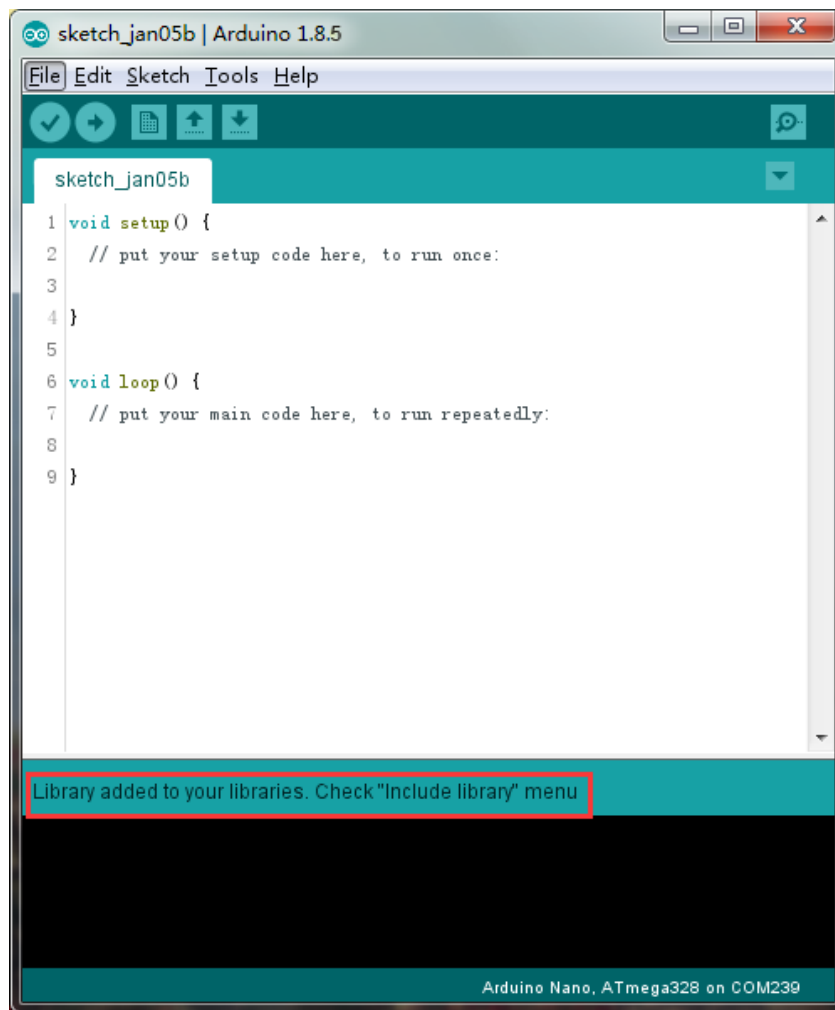 sketch_jan05b | Arduino 1.8.5
File Edit Sketch Tools Help
sketch_jan05b
1 void setup() {
2 // put your setup code here, to run once:
3
4 }
5
6 void loop() {
7 // put your main code here, to run repeatedly:
8
9 }
Library added to your libraries. Check "Include library" menu
Arduino Nano, ATmega328 on COM239